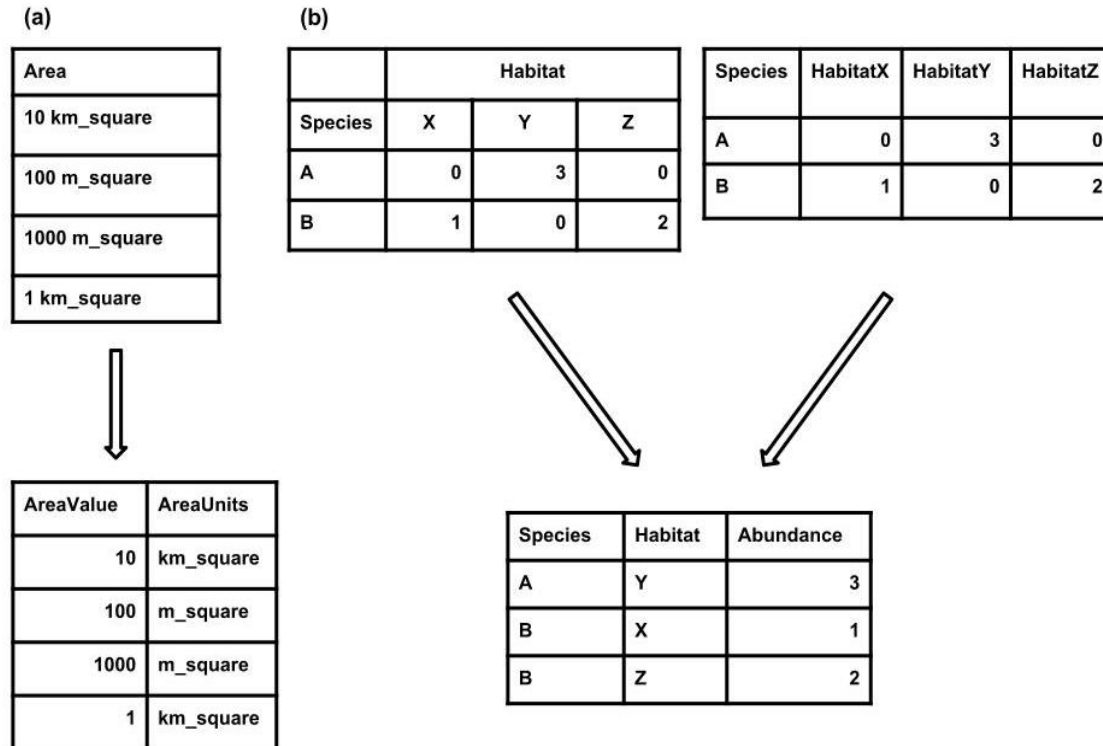 (a)
Area
10 km_square
100 m_square
1000 m_square
1 km_square
AreaValue AreaUnits
10 km_square
100 m_square
1000 m_square
1 km_square
(b)
Habitat
Species X Y Z
A 0 3 0
B 1 0 2
Species HabitatX HabitatY HabitatZ
A 0 3 0
B 1 0 2
Species Habitat Abundance
A Y 3
B X 1
B Z 2